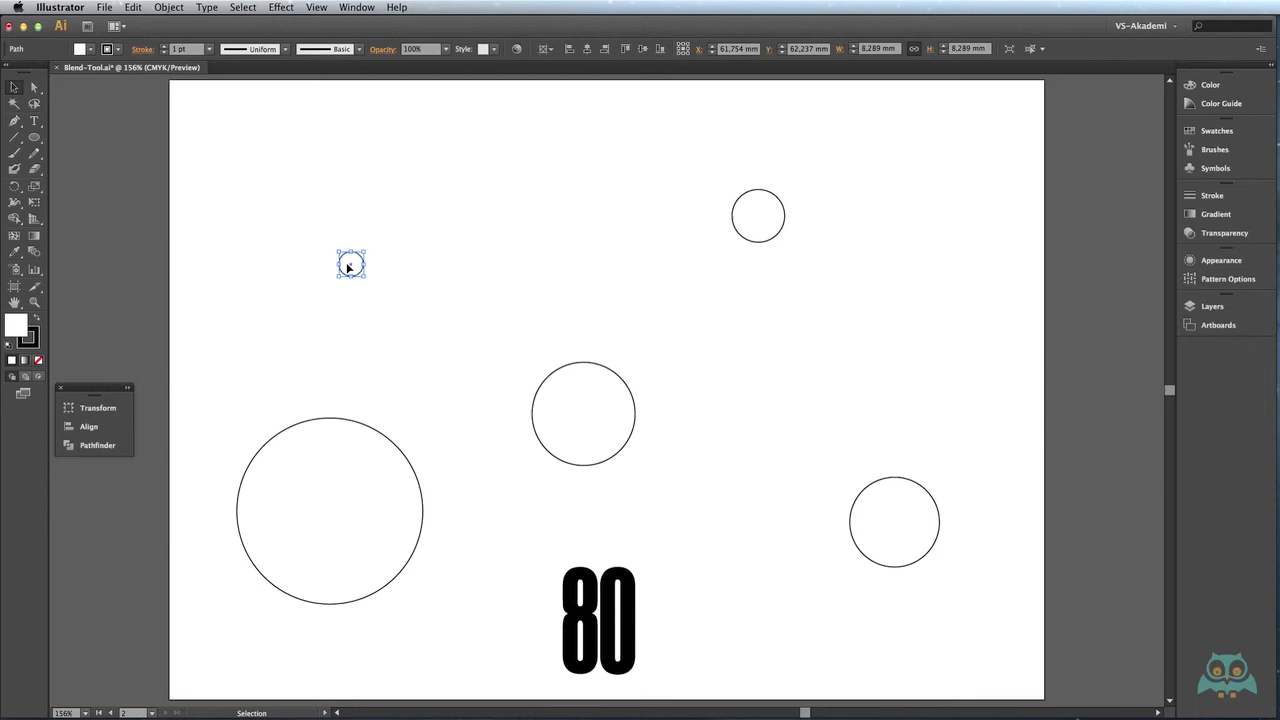 Illustrator File Edit Object Type Select Effect View Window Help
Ai VS-Akademi
Path Stroke: 1 pt Uniform Basic Opacity: 100% Style: X: 61,754 mm Y: 62,237 mm W: 8,289 mm H: 8,289 mm
× Blend-Tool.ai* @ 156% (CMYK/Preview)
Color
Color Guide
Swatches
Brushes
Symbols
Stroke
Gradient
Transparency
Appearance
Pattern Options
Layers
Artboards
Transform
Align
Pathfinder
80
156% 2 Selection